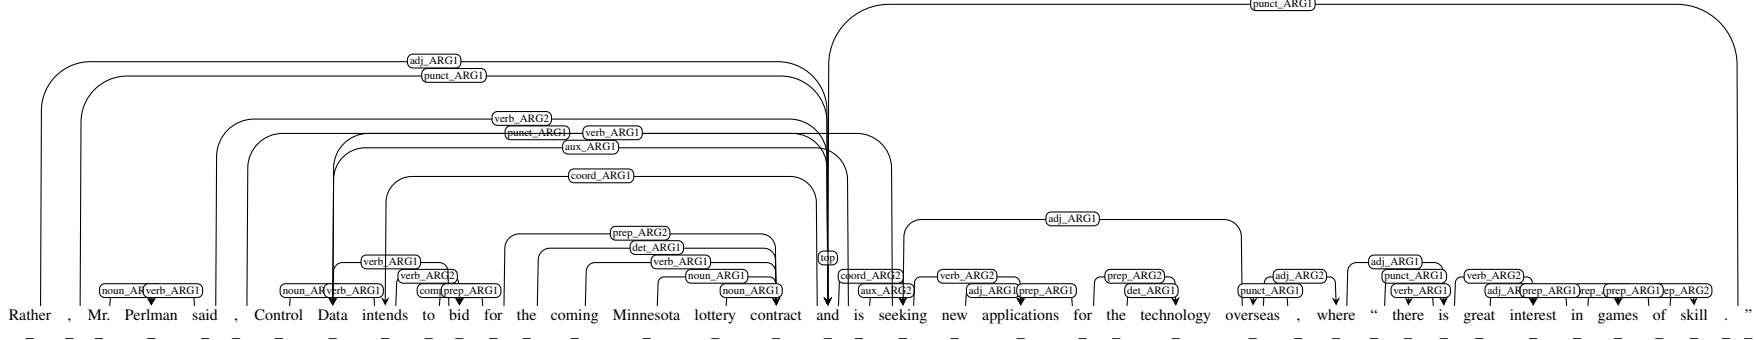 punct_ARG1
adj_ARG1
punct_ARG1
verb_ARG2
punct_ARG1 verb_ARG1
aux_ARG1
coord_ARG1
adj_ARG1
prep_ARG2
det_ARG1
top
verb_ARG1 verb_ARG1 adj_ARG1
verb_ARG2 noun_ARG1 coord_ARG2 verb_ARG2 prep_ARG2 adj_ARG2 punct_ARG1 verb_ARG2
verb_ARG1 verb_ARG1 prep_ARG1 noun_ARG1 aux_ARG2 adj_ARG1 prep_ARG1 det_ARG1 punct_ARG1 verb_ARG1 prep_ARG1 prep_ARG1
Rather , Mr. Perlman said , Control Data intends to bid for the coming Minnesota lottery contract and is seeking new applications for the technology overseas , where “ there is great interest in games of skill . ”
_ _ _ _ _ _ _ _ _ _ _ _ _ _ _ _ _ _ _ _ _ _ _ _ _ _ _ _ _ _ _ _ _ _ _ _ _ _ _ _